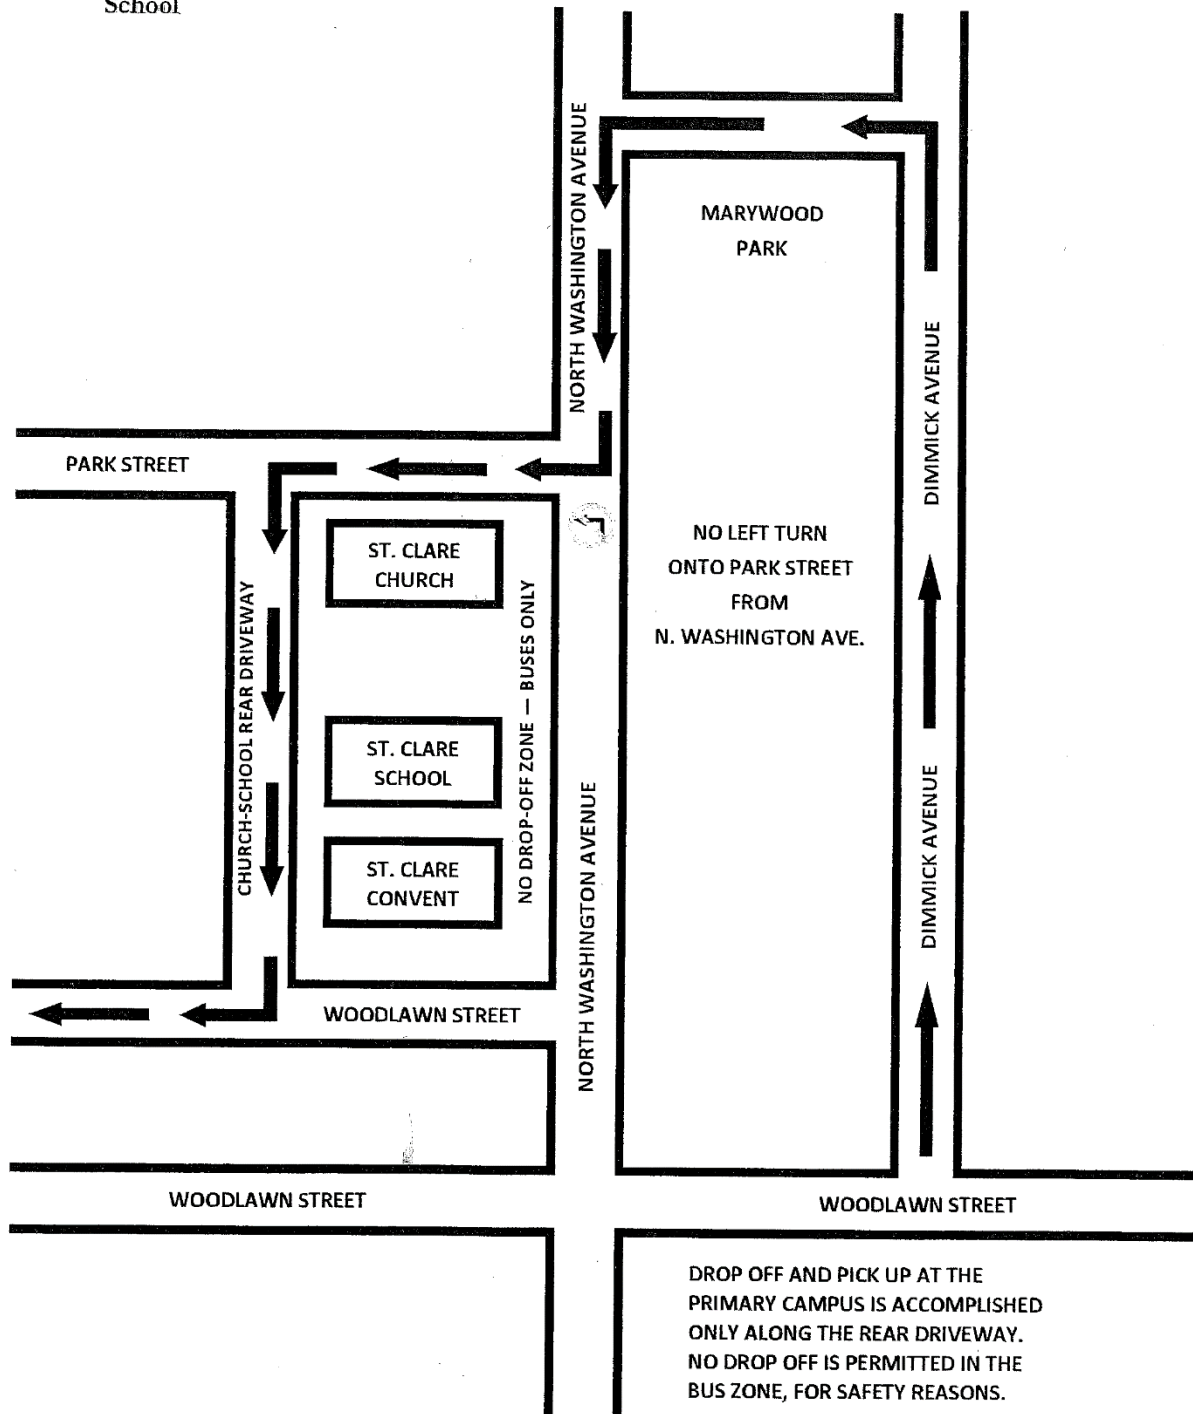 School
NORTH WASHINGTON AVENUE
MARYWOOD
PARK
DIMMICK AVENUE
PARK STREET
ST. CLARE
CHURCH
NO LEFT TURN
ONTO PARK STREET
FROM
N. WASHINGTON AVE.
CHURCH-SCHOOL REAR DRIVEWAY
NO DROP-OFF ZONE — BUSES ONLY
ST. CLARE
SCHOOL
ST. CLARE
CONVENT
NORTH WASHINGTON AVENUE
DIMMICK AVENUE
WOODLAWN STREET
WOODLAWN STREET
WOODLAWN STREET
DROP OFF AND PICK UP AT THE
PRIMARY CAMPUS IS ACCOMPLISHED
ONLY ALONG THE REAR DRIVEWAY.
NO DROP OFF IS PERMITTED IN THE
BUS ZONE, FOR SAFETY REASONS.